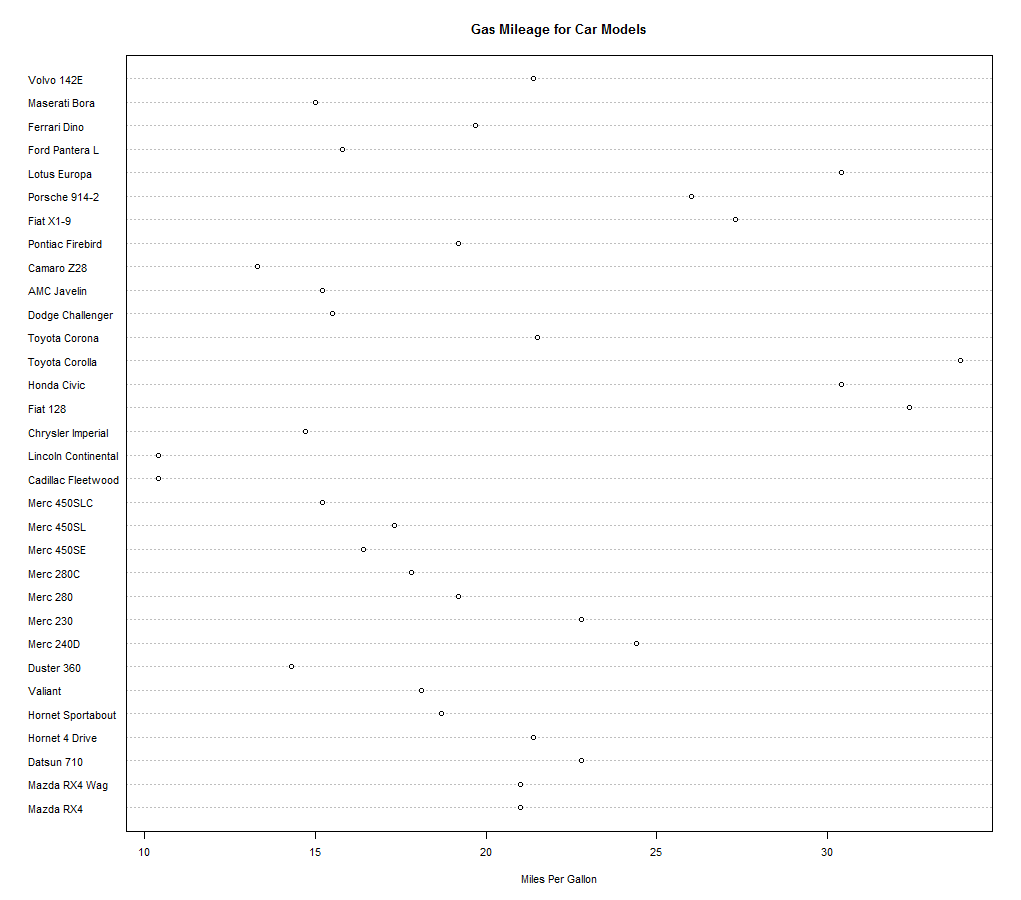 Gas Mileage for Car Models
Volvo 142E
Maserati Bora
Ferrari Dino
Ford Pantera L
Lotus Europa
Porsche 914-2
Fiat X1-9
Pontiac Firebird
Camaro Z28
AMC Javelin
Dodge Challenger
Toyota Corona
Toyota Corolla
Honda Civic
Fiat 128
Chrysler Imperial
Lincoln Continental
Cadillac Fleetwood
Merc 450SLC
Merc 450SL
Merc 450SE
Merc 280C
Merc 280
Merc 230
Merc 240D
Duster 360
Valiant
Hornet Sportabout
Hornet 4 Drive
Datsun 710
Mazda RX4 Wag
Mazda RX4
10 15 20 25 30
Miles Per Gallon